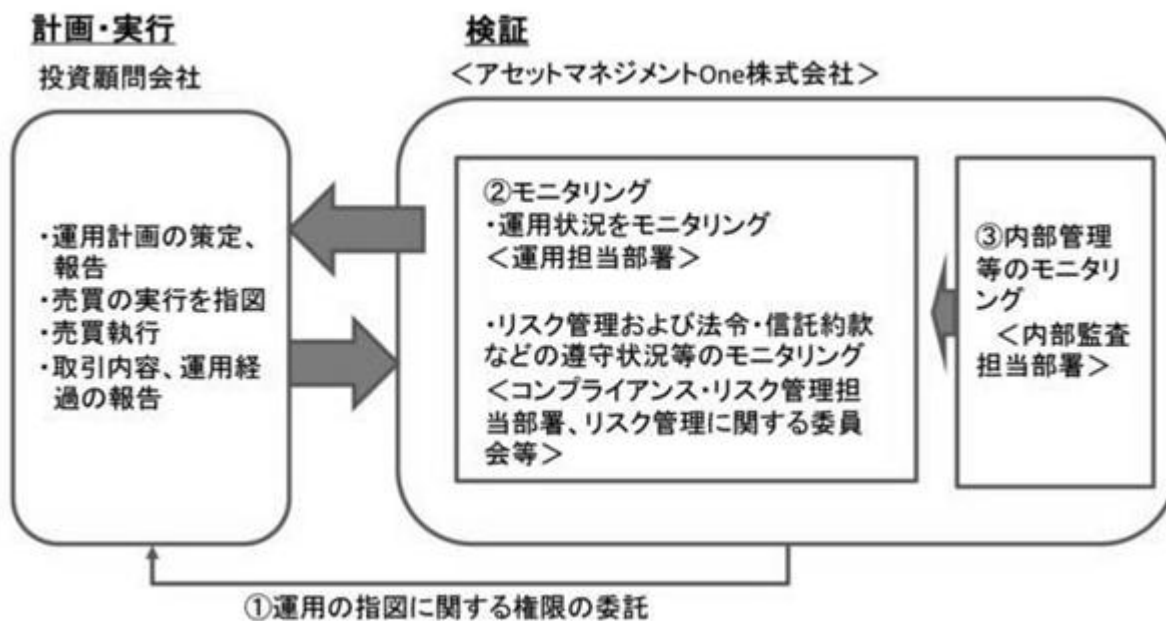 計画・実行
投資顧問会社
・運用計画の策定、
報告
・売買の実行を指図
・売買執行
・取引内容、運用経
過の報告
検証
＜アセットマネジメントOne株式会社＞
②モニタリング
・運用状況をモニタリング
＜運用担当部署＞
・リスク管理および法令・信託約款
などの遵守状況等のモニタリング
＜コンプライアンス・リスク管理担
当部署、リスク管理に関する委員
会等＞
③内部管理
等のモニタリ
ング
＜内部監査
担当部署＞
①運用の指図に関する権限の委託